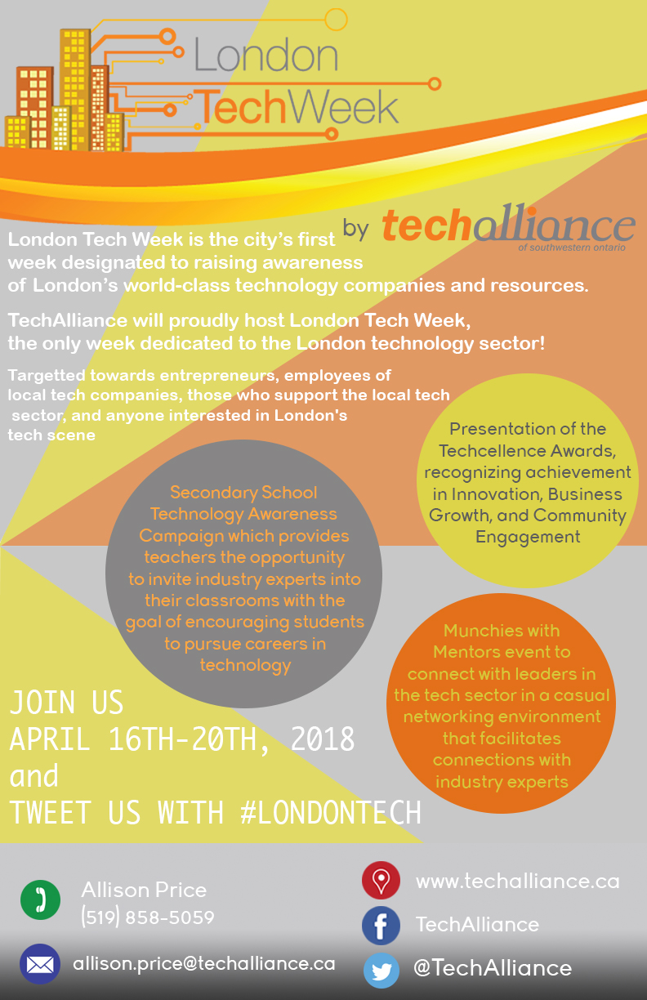 London
TechWeek
by techalliance
of southwestern ontario
London Tech Week is the city's first
week designated to raising awareness
of London's world-class technology companies and resources.
TechAlliance will proudly host London Tech Week,
the only week dedicated to the London technology sector!
Targetted towards entrepreneurs, employees of
local tech companies, those who support the local tech
sector, and anyone interested in London's
tech scene
Presentation of the
Techcellence Awards,
recognizing achievement
in Innovation, Business
Growth, and Community
Engagement
Secondary School
Technology Awareness
Campaign which provides
teachers the opportunity
to invite industry experts into
their classrooms with the
goal of encouraging students
to pursue careers in
technology
Munchies with
Mentors event to
connect with leaders in
the tech sector in a casual
networking environment
that facilitates
connections with
industry experts
JOIN US
APRIL 16TH-20TH, 2018
and
TWEET US WITH #LONDONTECH
Allison Price
(519) 858-5059
allison.price@techalliance.ca
www.techalliance.ca
TechAlliance
@TechAlliance